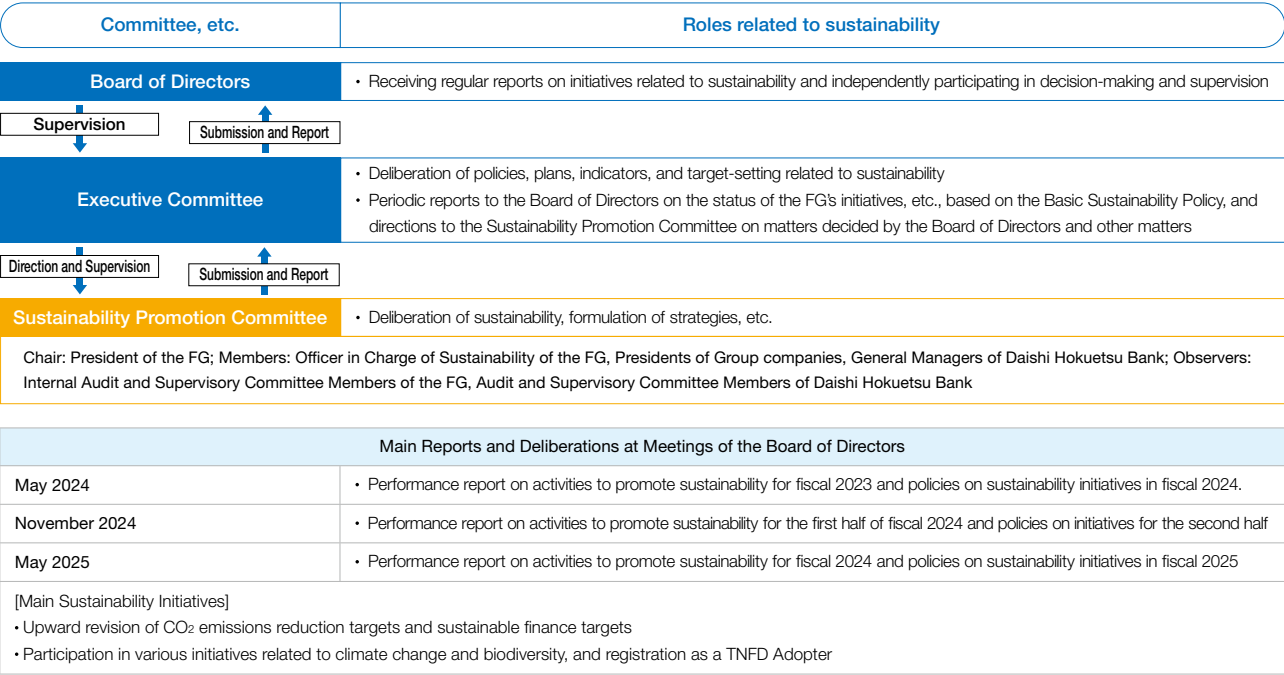 Committee, etc.
Roles related to sustainability
Board of Directors
• Receiving regular reports on initiatives related to sustainability and independently participating in decision-making and supervision
Supervision
Submission and Report
Executive Committee
• Deliberation of policies, plans, indicators, and target-setting related to sustainability
• Periodic reports to the Board of Directors on the status of the FG's initiatives, etc., based on the Basic Sustainability Policy, and
directions to the Sustainability Promotion Committee on matters decided by the Board of Directors and other matters
Direction and Supervision
Submission and Report
Sustainability Promotion Committee
• Deliberation of sustainability, formulation of strategies, etc.
Chair: President of the FG; Members: Officer in Charge of Sustainability of the FG, Presidents of Group companies, General Managers of Daishi Hokuetsu Bank; Observers:
Internal Audit and Supervisory Committee Members of the FG, Audit and Supervisory Committee Members of Daishi Hokuetsu Bank
Main Reports and Deliberations at Meetings of the Board of Directors
May 2024
• Performance report on activities to promote sustainability for fiscal 2023 and policies on sustainability initiatives in fiscal 2024.
November 2024
• Performance report on activities to promote sustainability for the first half of fiscal 2024 and policies on initiatives for the second half
May 2025
• Performance report on activities to promote sustainability for fiscal 2024 and policies on sustainability initiatives in fiscal 2025
[Main Sustainability Initiatives]
• Upward revision of CO2 emissions reduction targets and sustainable finance targets
• Participation in various initiatives related to climate change and biodiversity, and registration as a TNFD Adopter